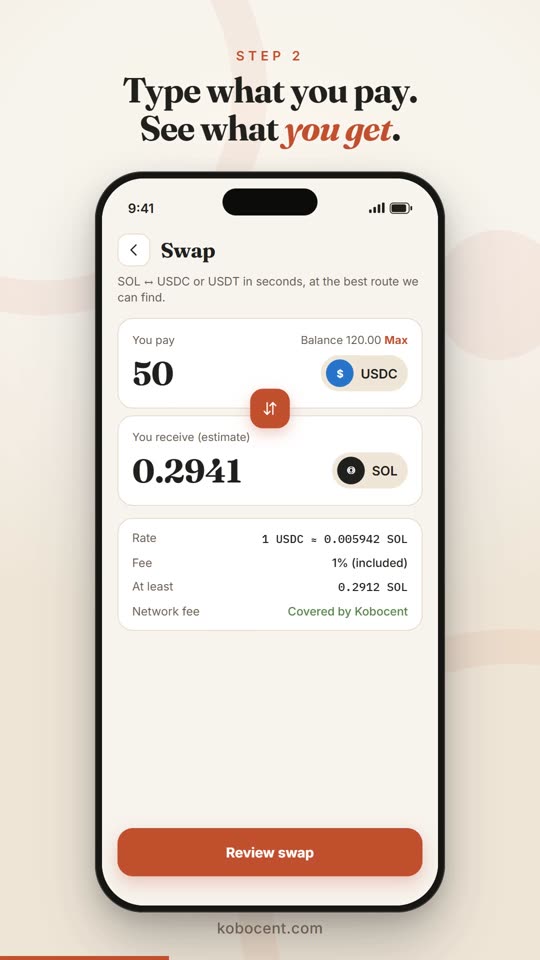 STEP 2
Type what you pay.
See what you get.
9:41
Swap
SOL ↔ USDC or USDT in seconds, at the best route we
can find.
You pay
Balance 120.00 Max
50
$ USDC
You receive (estimate)
0.2941
SOL
Rate
1 USDC ≈ 0.005942 SOL
Fee
1% (included)
At least
0.2912 SOL
Network fee
Covered by Kobocent
Review swap
kobocent.com